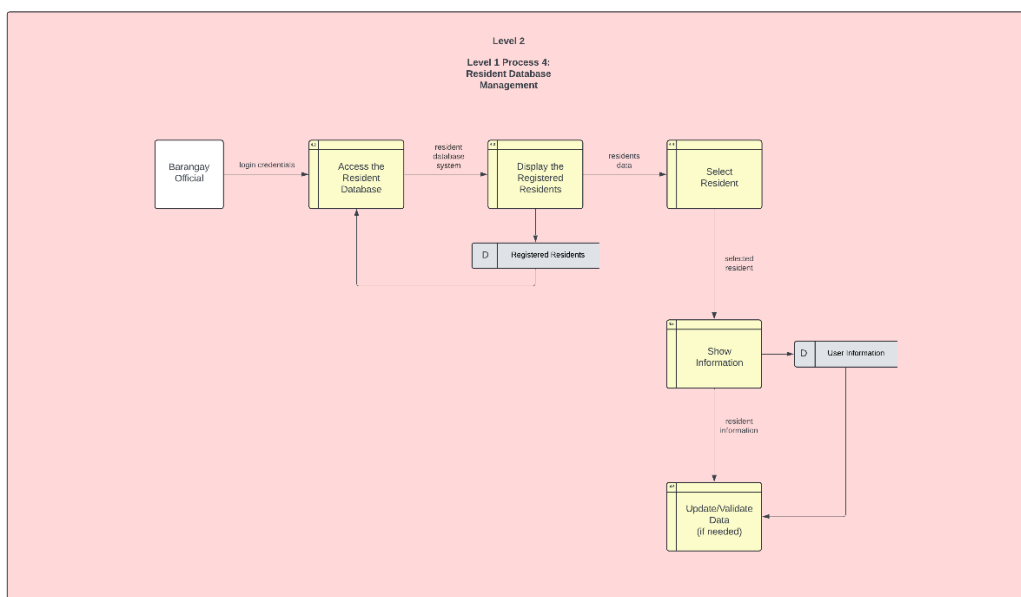 Level 2
Level 1 Process 4:
Resident Database
Management
Barangay
Official
login credentials
4.1
Access the
Resident
Database
resident
database
system
Display the
Registered
Residents
residents
data
Select
Resident
D
Registered Residents
selected
resident
Show
Information
D
User Information
resident
information
Update/Validate
Data
(if needed)